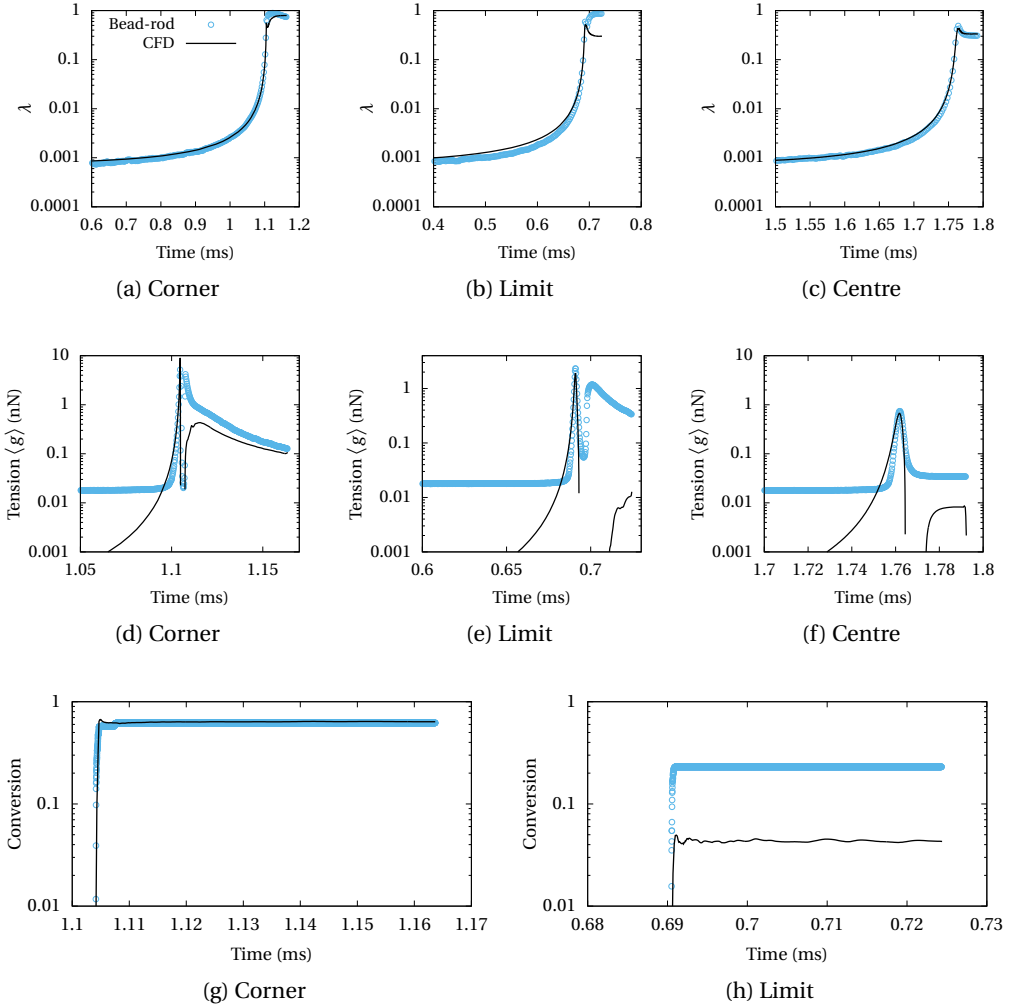 1
0.1
0.01
0.001
0.0001
λ
Bead-rod
CFD
0.6 0.7 0.8 0.9 1 1.1 1.2
Time (ms)
(a) Corner
1
0.1
0.01
0.001
0.0001
λ
0.4 0.5 0.6 0.7 0.8
Time (ms)
(b) Limit
1
0.1
0.01
0.001
0.0001
λ
1.5 1.55 1.6 1.65 1.7 1.75 1.8
Time (ms)
(c) Centre
10
1
0.1
0.01
0.001
Tension ⟨g⟩ (nN)
1.05 1.1 1.15
Time (ms)
(d) Corner
1
0.1
0.01
0.001
Tension ⟨g⟩ (nN)
0.6 0.65 0.7
Time (ms)
(e) Limit
10
1
0.1
0.01
0.001
Tension ⟨g⟩ (nN)
1.7 1.72 1.74 1.76 1.78 1.8
Time (ms)
(f) Centre
1
0.1
0.01
Conversion
1.1 1.11 1.12 1.13 1.14 1.15 1.16 1.17
Time (ms)
(g) Corner
1
0.1
0.01
Conversion
0.68 0.69 0.7 0.71 0.72 0.73
Time (ms)
(h) Limit